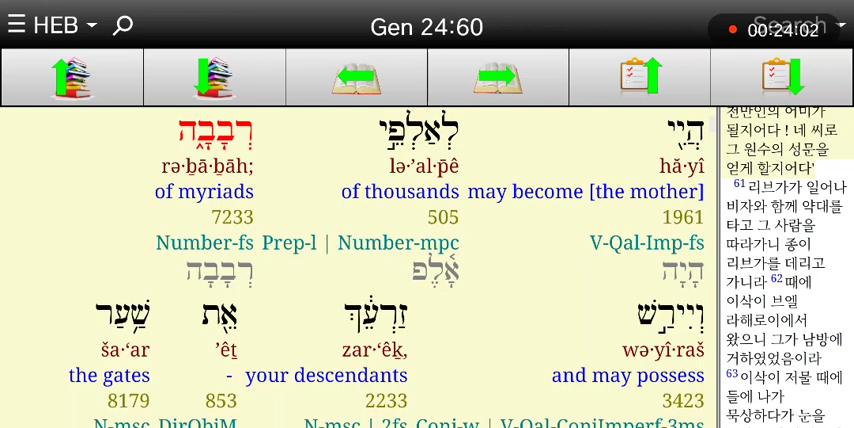 ☰ HEB
Gen 24:60
Search
00:24:02
הֲיִ֖י לְאַלְפֵ֣י רְבָבָ֑ה
hă·yî lə·’al·p̄ê rə·ḇā·ḇāh;
may become [the mother] of thousands of myriads
1961 505 7233
V-Qal-Imp-fs Prep-l | Number-mpc Number-fs
הָיָה אֶ֫לֶף רְבָבָה
וְיִירַ֣שׁ זַרְעֵ֔ךְ אֵ֖ת שַׁ֥עַר
wə·yî·raš zar·‘êḵ, ’êṯ ša·‘ar
and may possess your descendants - the gates
3423 2233 853 8179
Conj-w | V-Qal-ConjImperf-3ms N-msc | 2fs DirObjM N-msc
천만인의 어미가
될지어다 ! 네 씨로
그 원수의 성문을
얻게 할지어다'
61 리브가가 일어나
비자와 함께 약대를
타고 그 사람을
따라가니 종이
리브가를 데리고
가니라 62 때에
이삭이 브엘
라해로이에서
왔으니 그가 남방에
거하였었음이라
63 이삭이 저물 때에
들에 나가
묵상하다가 눈을